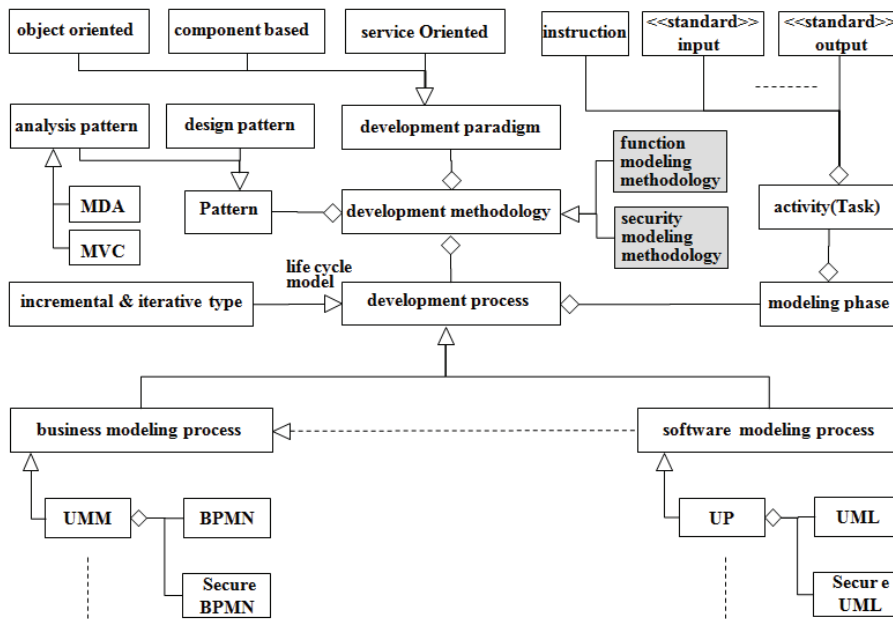 object oriented
component based
service Oriented
instruction
<<standard>>
input
<<standard>>
output
analysis pattern
design pattern
development paradigm
function
modeling
methodology
MDA
Pattern
development methodology
activity(Task)
security
modeling
methodology
MVC
life cycle
model
incremental & iterative type
development process
modeling phase
business modeling process
software modeling process
UMM
BPMN
UP
UML
Secure
BPMN
Secur e
UML